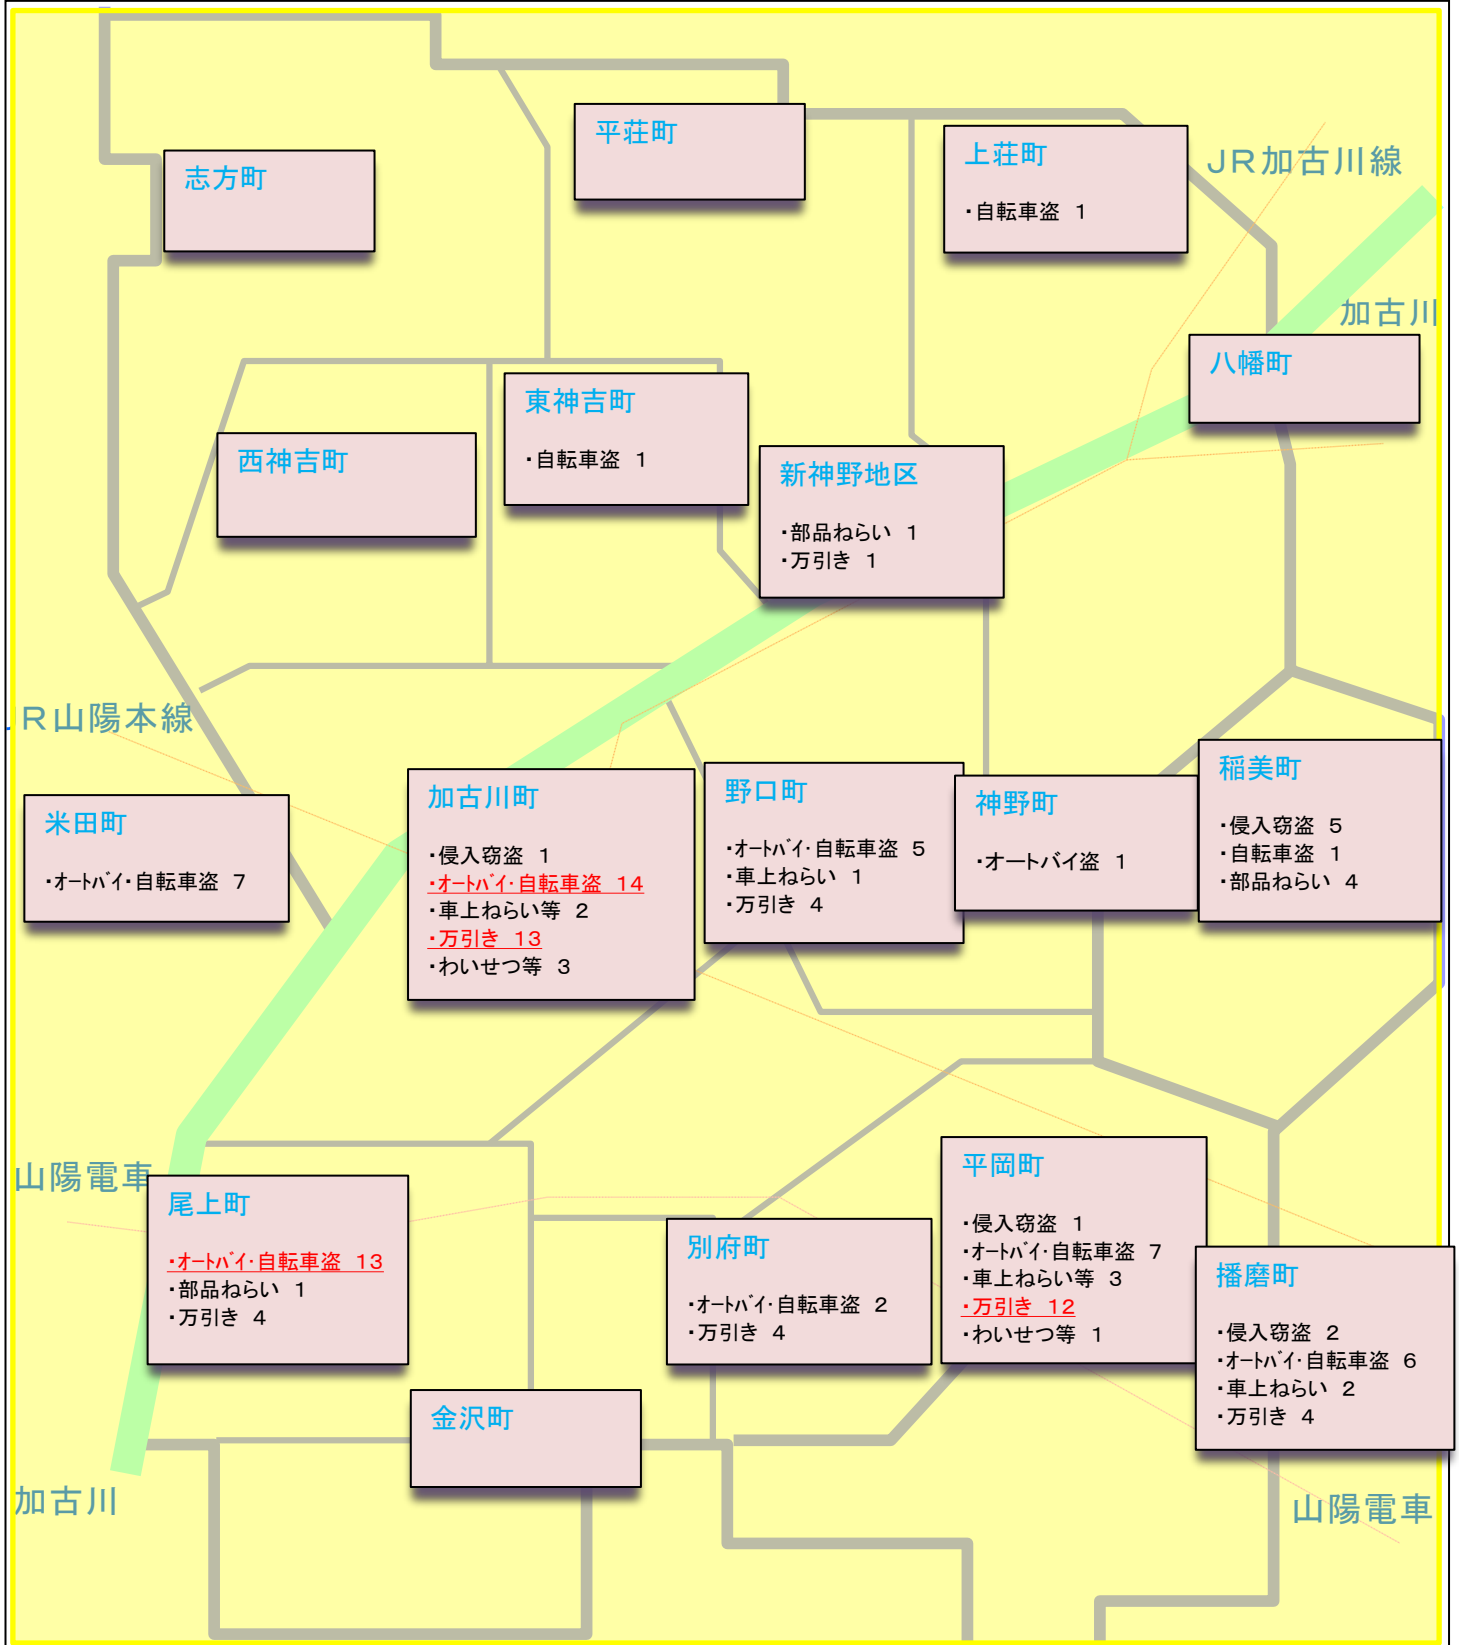 平荘町
上荘町
・自転車盗 1
JR加古川線
志方町
加古川
八幡町
東神吉町
・自転車盗 1
西神吉町
新神野地区
・部品ねらい 1
・万引き 1
JR山陽本線
米田町
・オートバイ・自転車盗 7
加古川町
・侵入窃盗 1
・オートバイ・自転車盗 14
・車上ねらい等 2
・万引き 13
・わいせつ等 3
野口町
・オートバイ・自転車盗 5
・車上ねらい 1
・万引き 4
神野町
・オートバイ盗 1
稲美町
・侵入窃盗 5
・自転車盗 1
・部品ねらい 4
山陽電車
尾上町
・オートバイ・自転車盗 13
・部品ねらい 1
・万引き 4
別府町
・オートバイ・自転車盗 2
・万引き 4
平岡町
・侵入窃盗 1
・オートバイ・自転車盗 7
・車上ねらい等 3
・万引き 12
・わいせつ等 1
播磨町
・侵入窃盗 2
・オートバイ・自転車盗 6
・車上ねらい 2
・万引き 4
金沢町
加古川
山陽電車